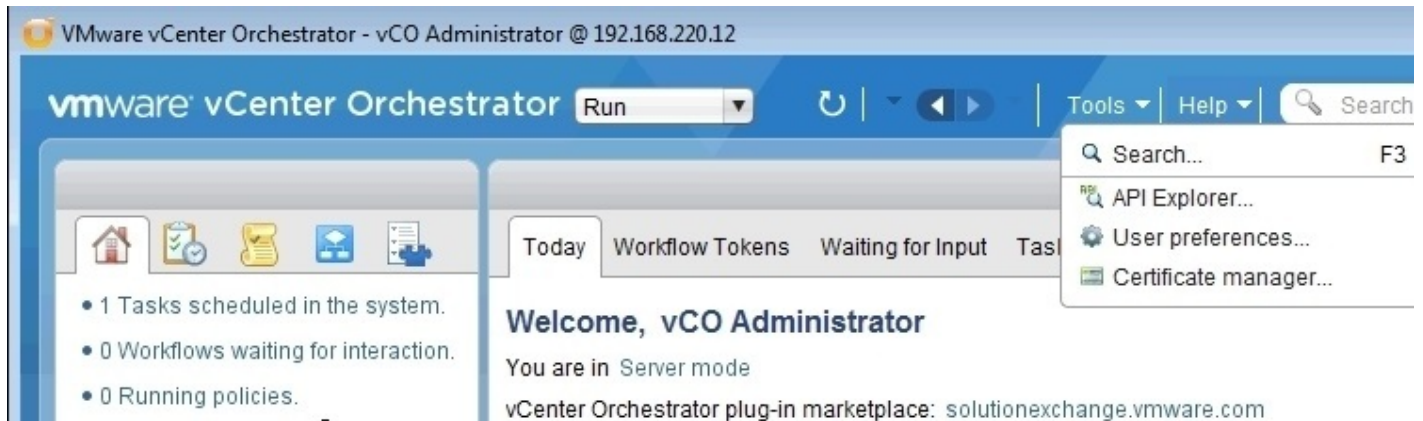 VMware vCenter Orchestrator - vCO Administrator @ 192.168.220.12
vmware vCenter Orchestrator Run Tools Help Search
Search... F3
API Explorer...
User preferences...
Certificate manager...
Today Workflow Tokens Waiting for Input
1 Tasks scheduled in the system.
0 Workflows waiting for interaction.
0 Running policies.
Welcome, vCO Administrator
You are in Server mode
vCenter Orchestrator plug-in marketplace: solutionexchange.vmware.com